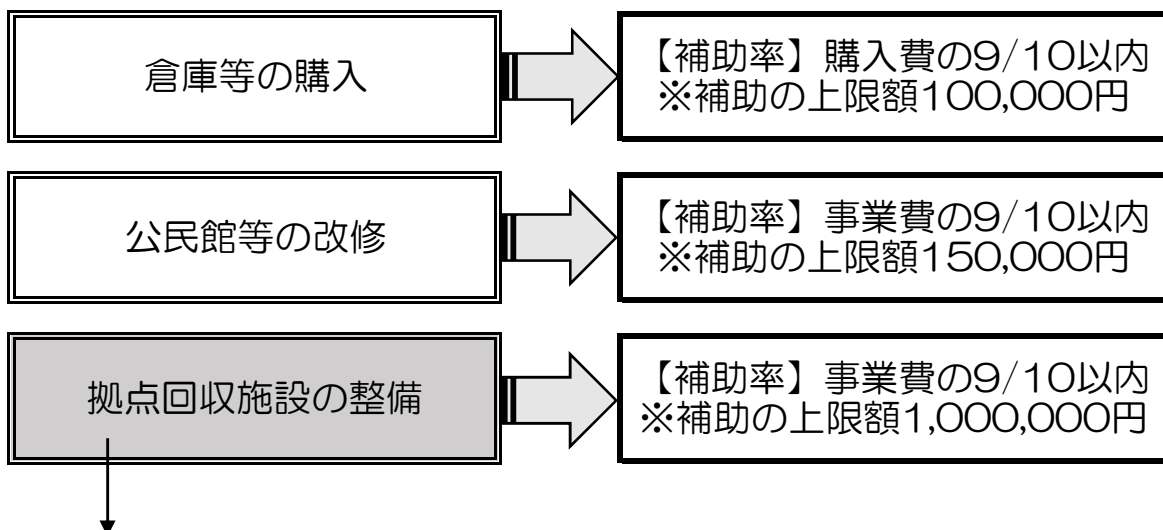 倉庫等の購入
【補助率】購入費の9/10以内
※補助の上限額100,000円
公民館等の改修
【補助率】事業費の9/10以内
※補助の上限額150,000円
拠点回収施設の整備
【補助率】事業費の9/10以内
※補助の上限額1,000,000円